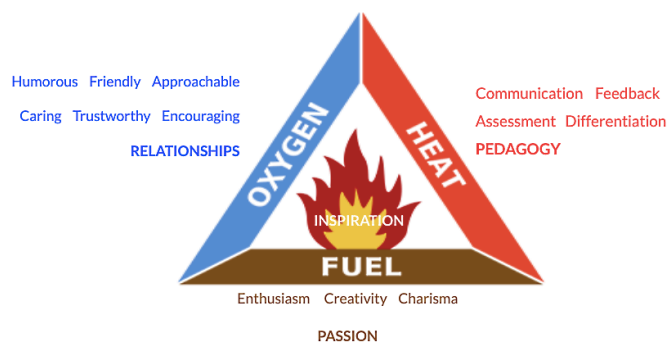 Humorous Friendly Approachable
Caring Trustworthy Encouraging
RELATIONSHIPS
OXYGEN
HEAT
Communication Feedback
Assessment Differentiation
PEDAGOGY
INSPIRATION
FUEL
Enthusiasm Creativity Charisma
PASSION